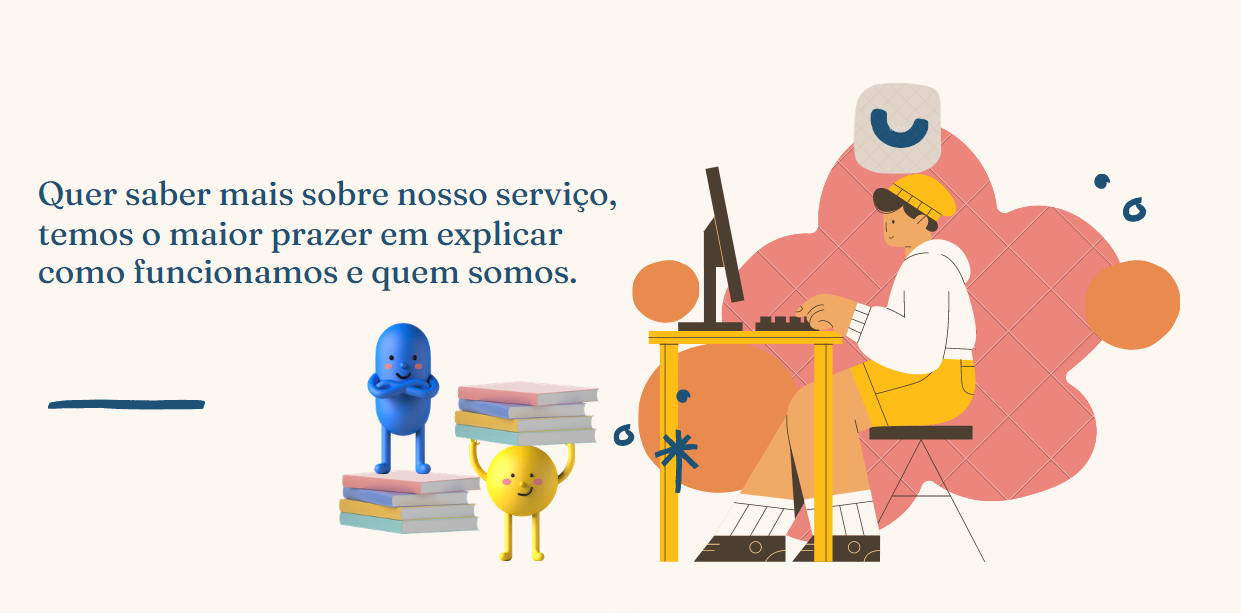 Quer saber mais sobre nosso serviço,
temos o maior prazer em explicar
como funcionamos e quem somos.